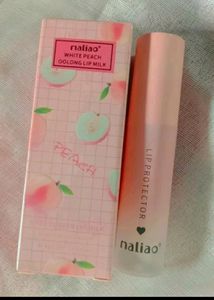 maliao®
WHITE PEACH
OOLONG LIP MILK
PEACH
LIP PROTECTOR
maliao®